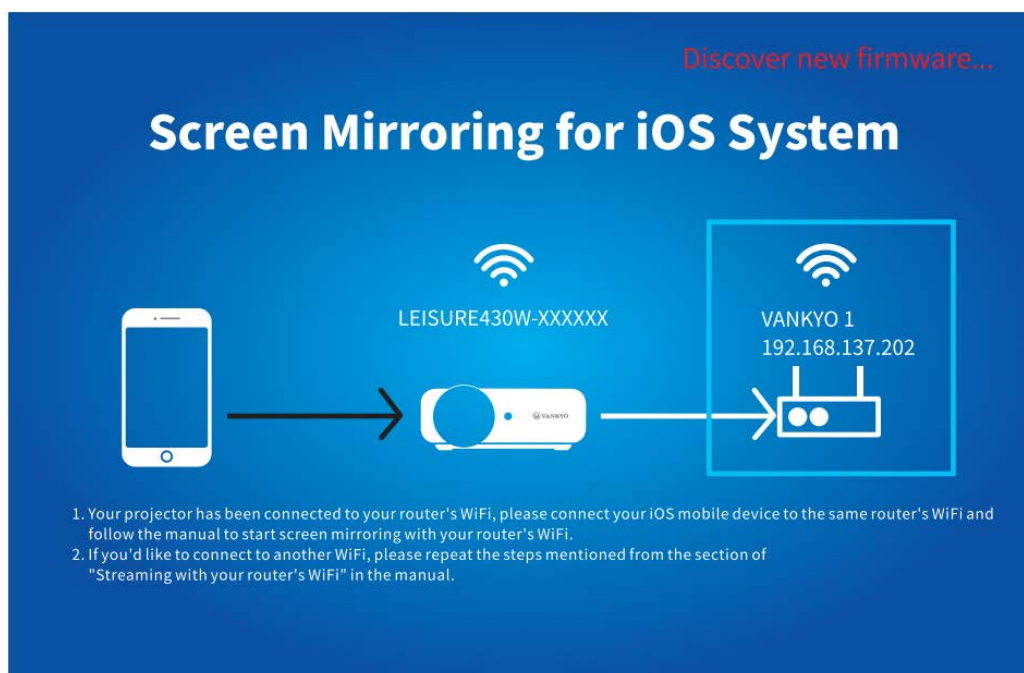 Discover new firmware...
Screen Mirroring for iOS System
LEISURE430W-XXXXXX
VANKYO 1
192.168.137.202
VANKYO
1. Your projector has been connected to your router's WiFi, please connect your iOS mobile device to the same router's WiFi and
follow the manual to start screen mirroring with your router's WiFi.
2. If you'd like to connect to another WiFi, please repeat the steps mentioned from the section of
"Streaming with your router's WiFi" in the manual.